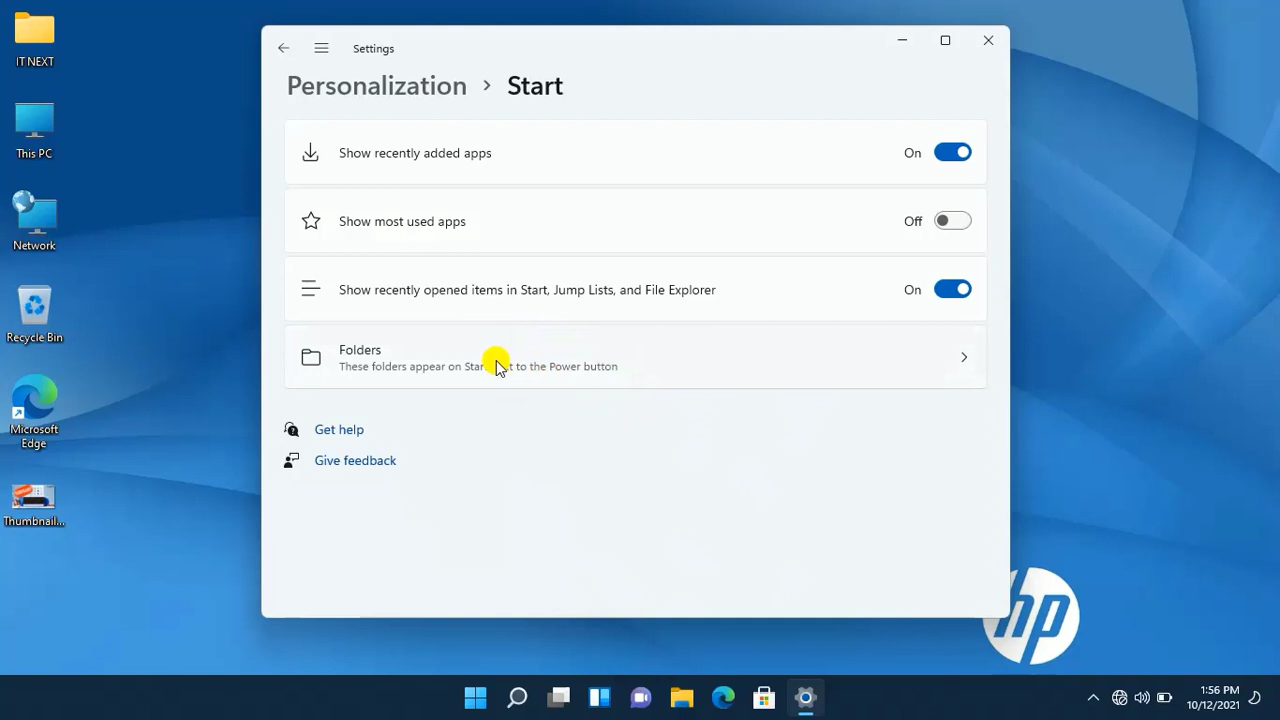 IT NEXT
This PC
Network
Recycle Bin
Microsoft
Edge
Thumbnail...
Settings
Personalization > Start
Show recently added apps On
Show most used apps Off
Show recently opened items in Start, Jump Lists, and File Explorer On
Folders
These folders appear on to the Power button
Get help
Give feedback
hp
1:56 PM
10/12/2021